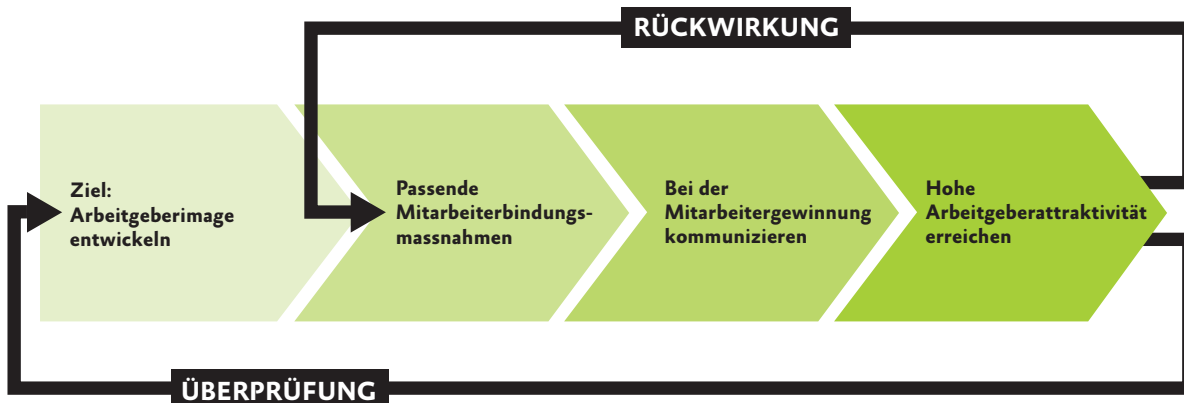 RÜCKWIRKUNG
Ziel:
Arbeitgeberimage
entwickeln
Passende
Mitarbeiterbindungs-
massnahmen
Bei der
Mitarbeitergewinnung
kommunizieren
Hohe
Arbeitgeberattraktivität
erreichen
ÜBERPRÜFUNG